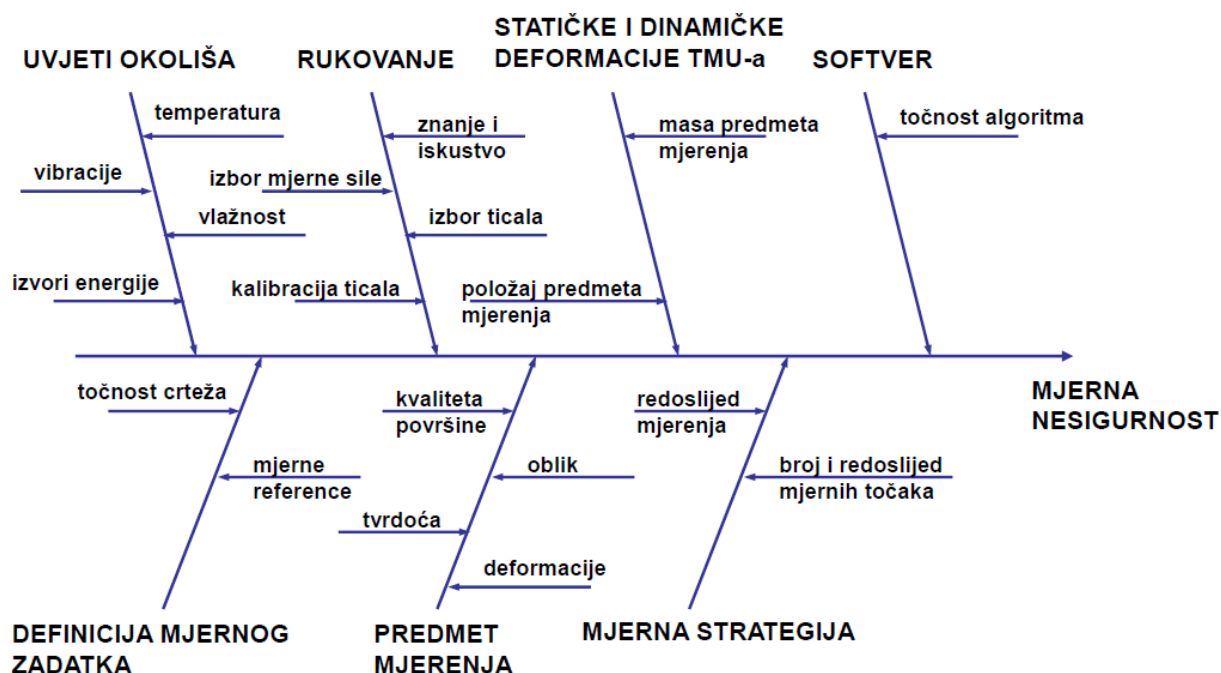 STATIČKE I DINAMIČKE
DEFORMACIJE TMU-a
UVJETI OKOLIŠA
RUKOVANJE
SOFTVER
temperatura
vibracije
vlažnost
izvori energije
znanje i
iskustvo
izbor mjerne sile
izbor ticala
kalibracija ticala
masa predmeta
mjerenja
položaj predmeta
mjerenja
točnost algoritma
MJERNA
NESIGURNOST
točnost crteža
mjerne
reference
kvaliteta
površine
oblik
tvrdoća
deformacije
redoslijed
mjerenja
broj i redoslijed
mjernih točaka
DEFINICIJA MJERNOG
ZADATKA
PREDMET
MJERENJA
MJERNA STRATEGIJA